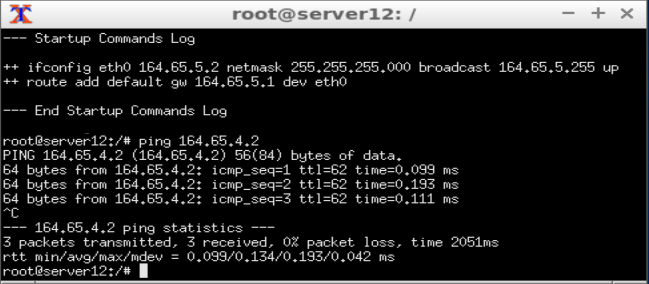 root@server12: /
--- Startup Commands Log
++ ifconfig eth0 164.65.5.2 netmask 255.255.255.000 broadcast 164.65.5.255 up
++ route add default gw 164.65.5.1 dev eth0
--- End Startup Commands Log
root@server12:/# ping 164.65.4.2
PING 164.65.4.2 (164.65.4.2) 56(84) bytes of data.
64 bytes from 164.65.4.2: icmp_seq=1 ttl=62 time=0.099 ms
64 bytes from 164.65.4.2: icmp_seq=2 ttl=62 time=0.193 ms
64 bytes from 164.65.4.2: icmp_seq=3 ttl=62 time=0.111 ms
^C
--- 164.65.4.2 ping statistics ---
3 packets transmitted, 3 received, 0% packet loss, time 2051ms
rtt min/avg/max/mdev = 0.099/0.134/0.193/0.042 ms
root@server12:/#